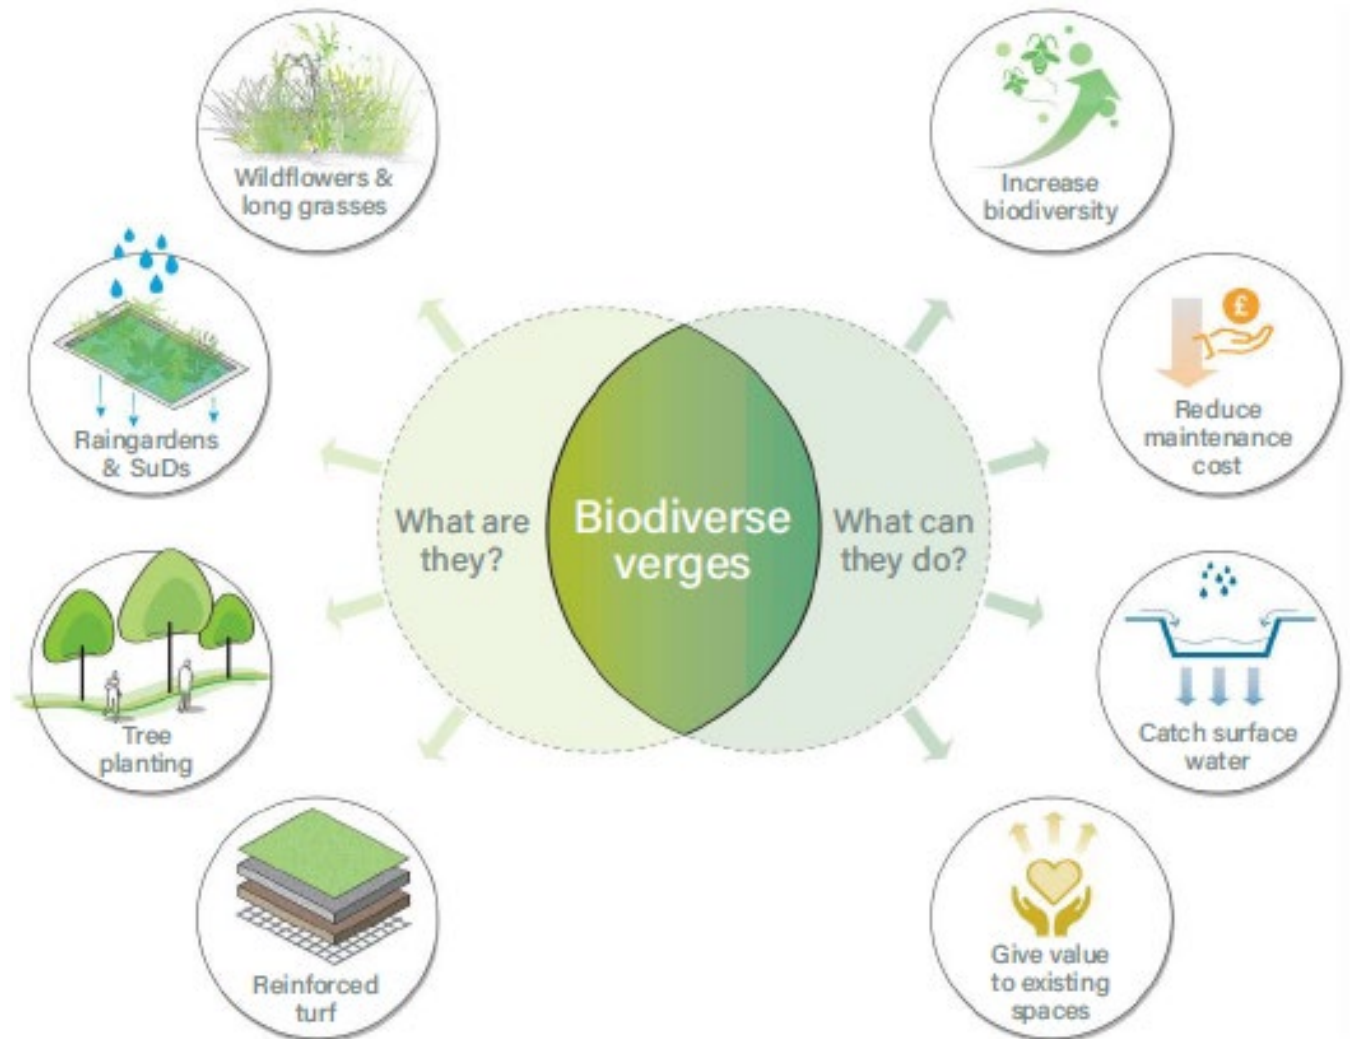 Wildflowers &
long grasses
Raingardens
& SuDs
Tree
planting
Reinforced
turf
What are
they?
Biodiverse
verges
What can
they do?
Increase
biodiversity
£
Reduce
maintenance
cost
Catch surface
water
Give value
to existing
spaces